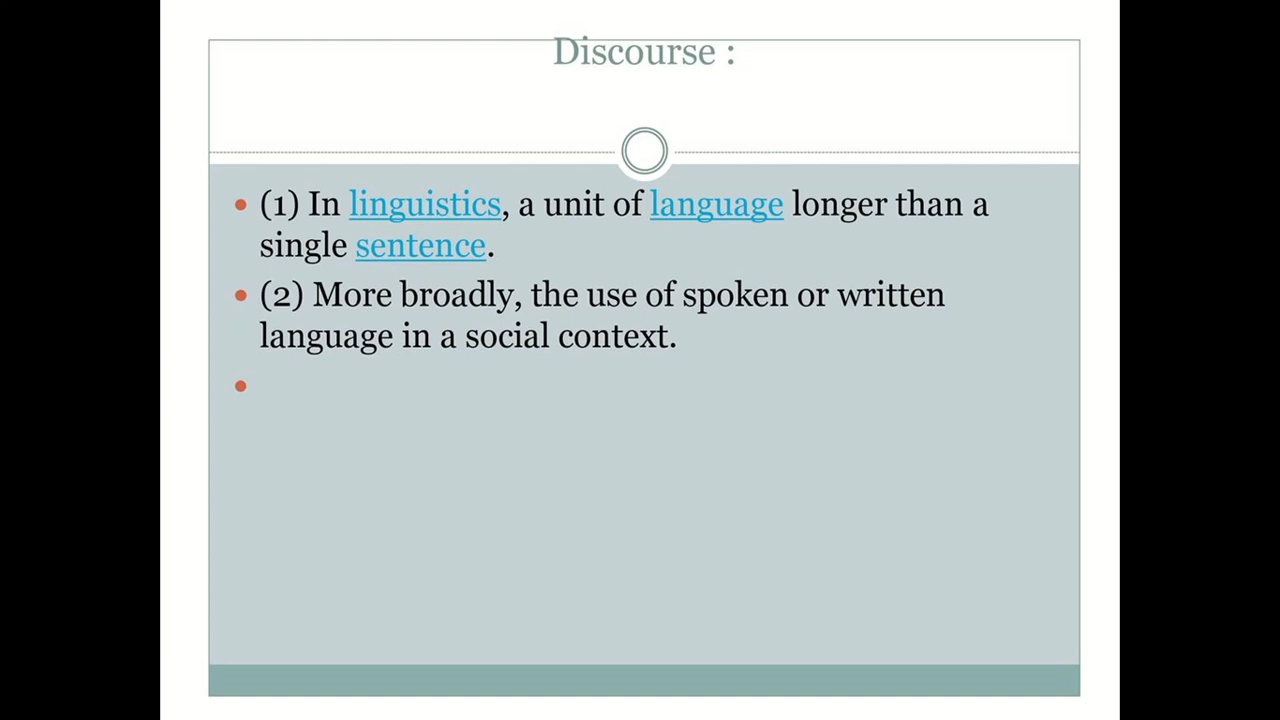 Discourse :
• (1) In linguistics, a unit of language longer than a
single sentence.
• (2) More broadly, the use of spoken or written
language in a social context.
•